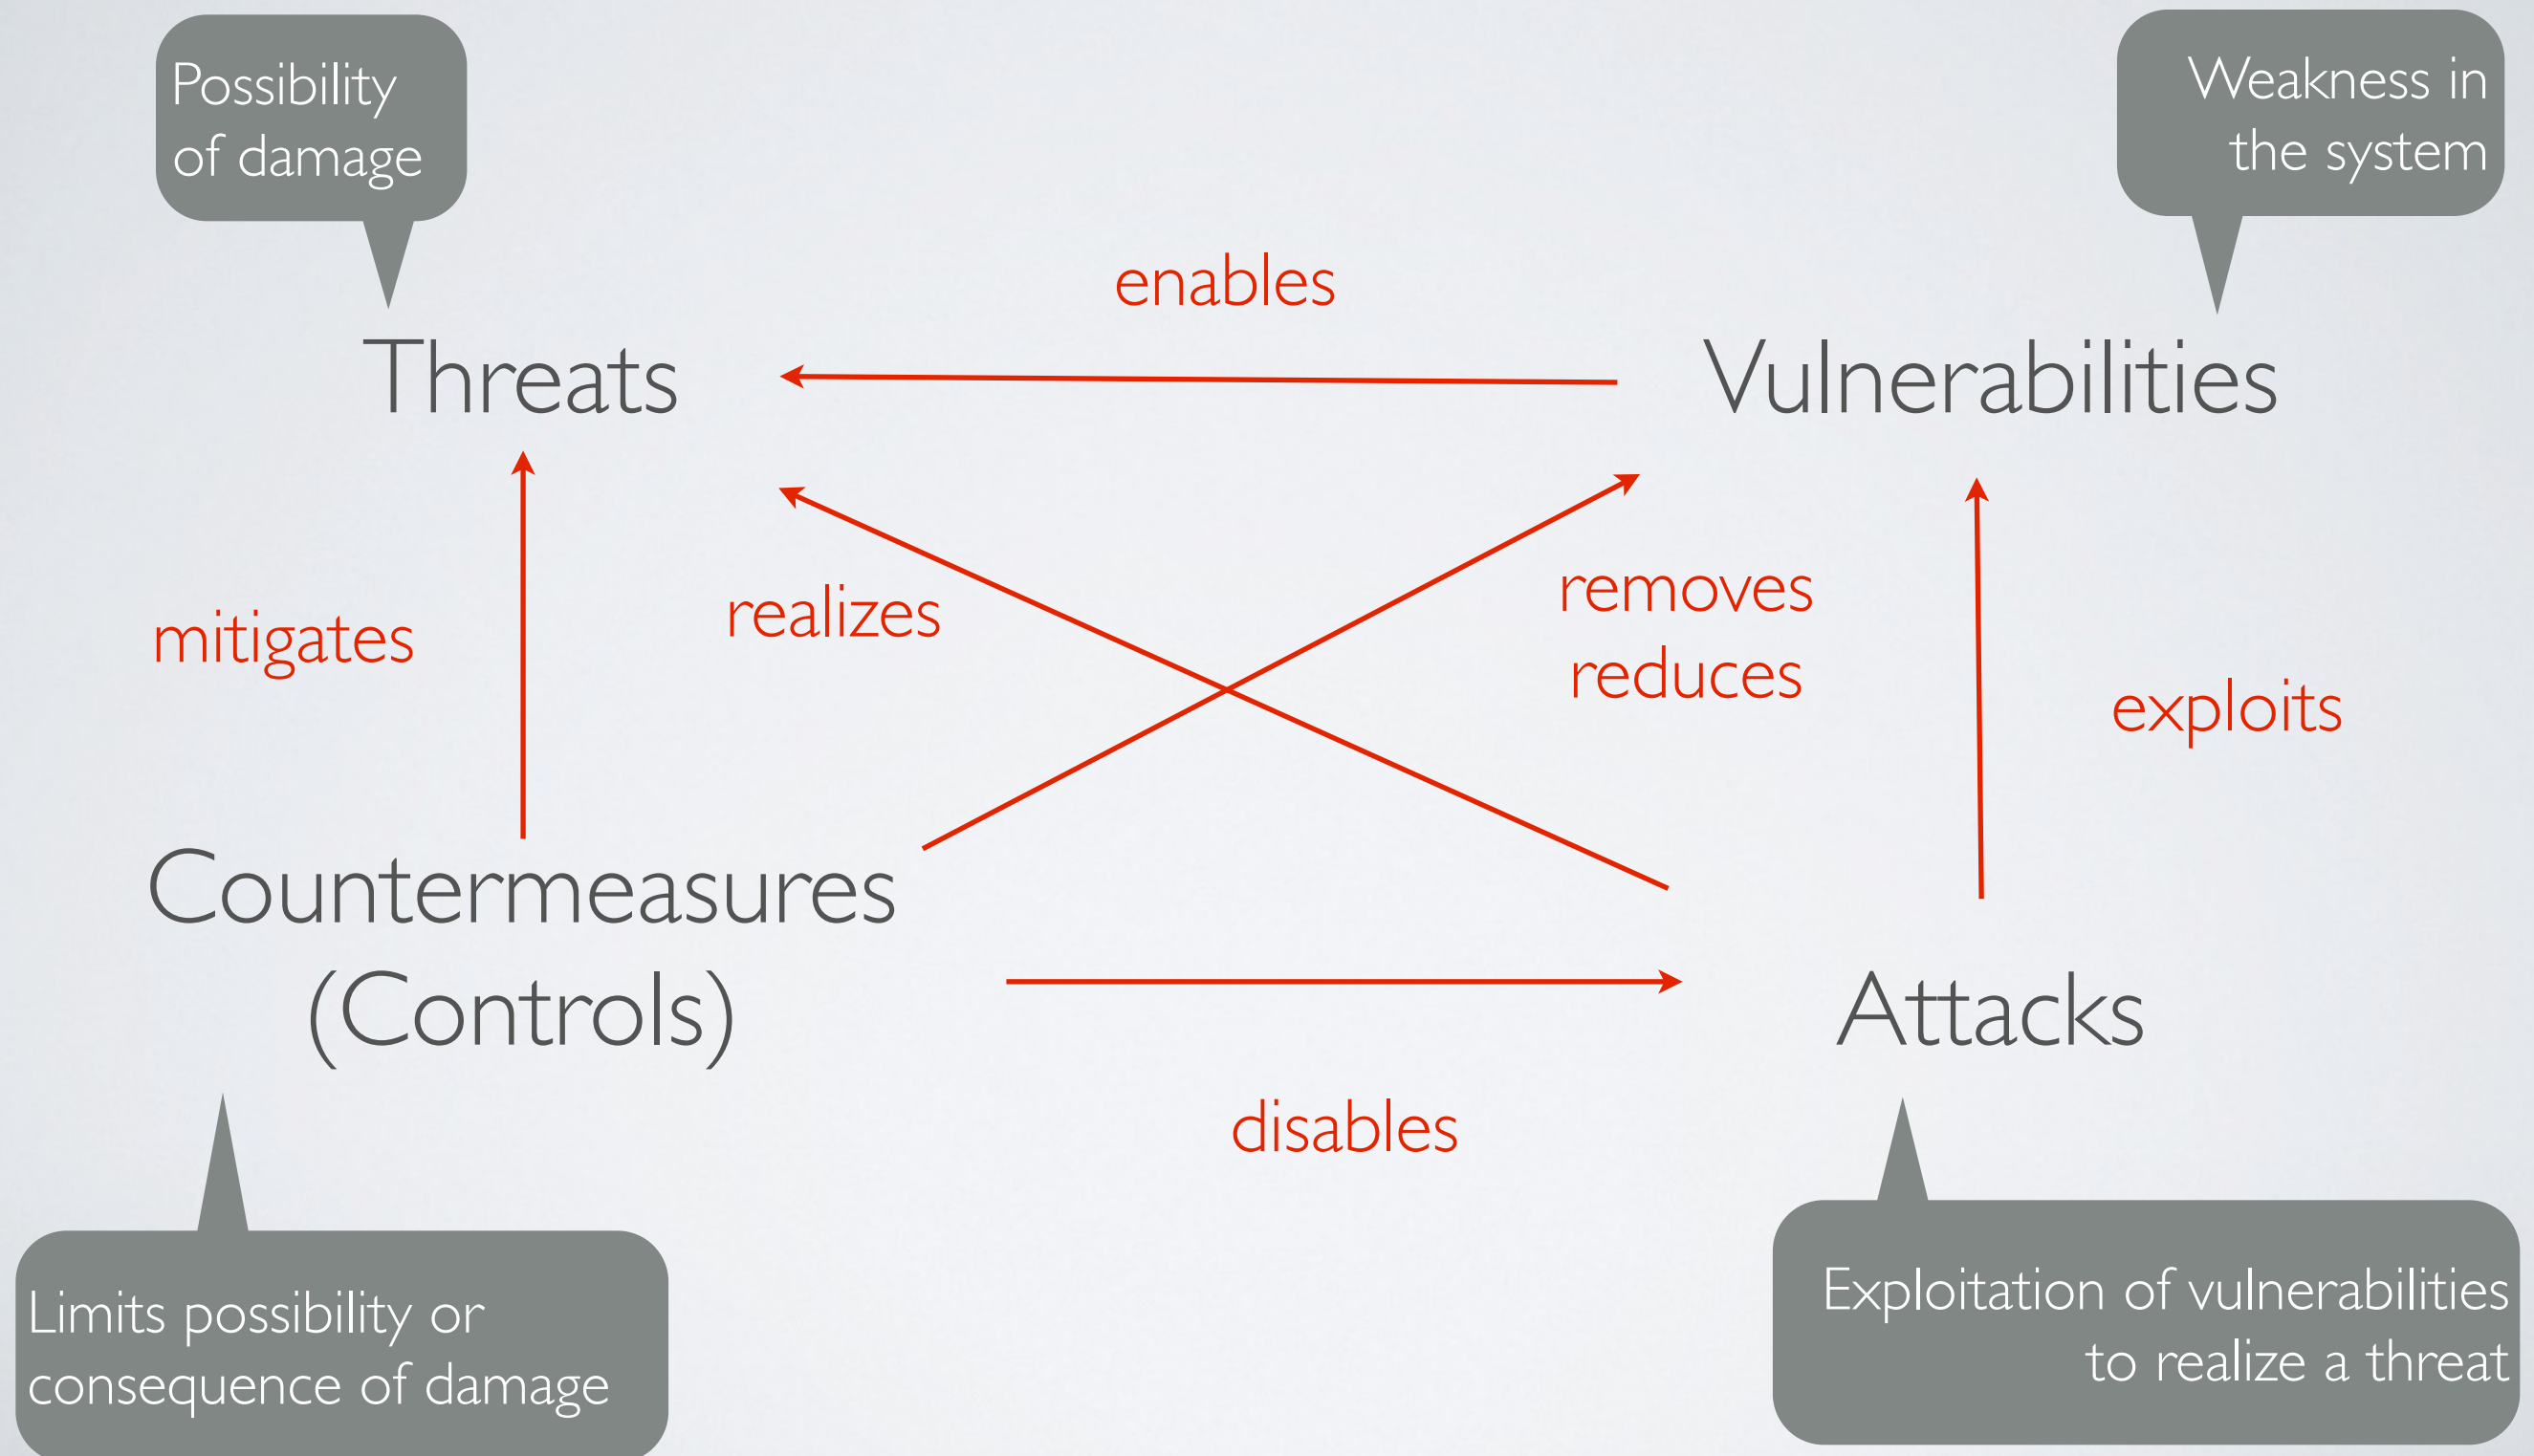 Possibility
of damage
Weakness in
the system
enables
Threats
Vulnerabilities
mitigates
realizes
removes
reduces
exploits
Countermeasures
(Controls)
Attacks
disables
Limits possibility or
consequence of damage
Exploitation of vulnerabilities
to realize a threat